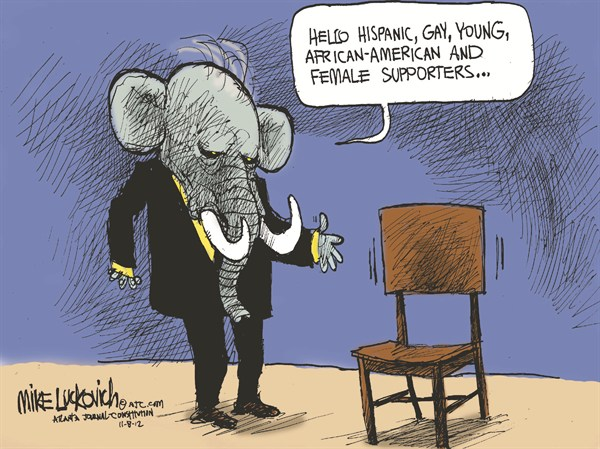 HELLO HISPANIC, GAY, YOUNG,
AFRICAN-AMERICAN AND
FEMALE SUPPORTERS...
MIKE LUCKOVICH © AJC.COM
ATLANTA JOURNAL-CONSTITUTION
11-8-12